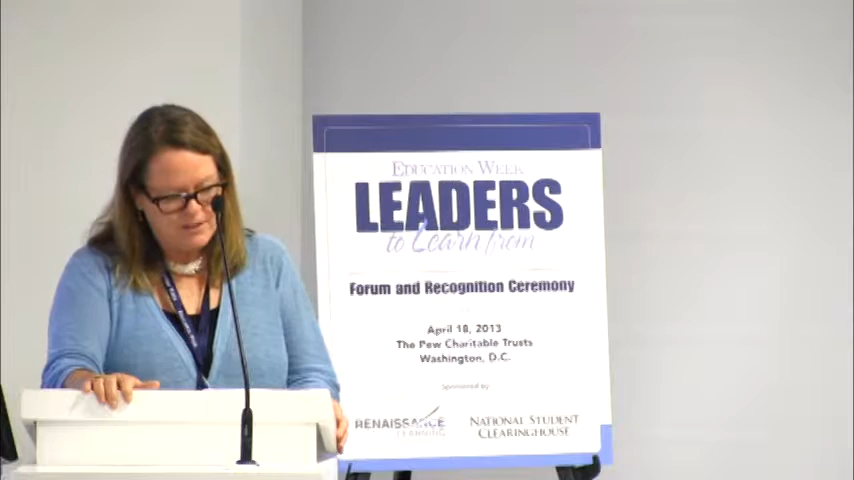 EDUCATION WEEK
LEADERS
to Learn from
Forum and Recognition Ceremony
April 18, 2013
The Pew Charitable Trusts
Washington, D.C.
Sponsored by
RENAISSANCE
LEARNING
NATIONAL STUDENT
CLEARINGHOUSE